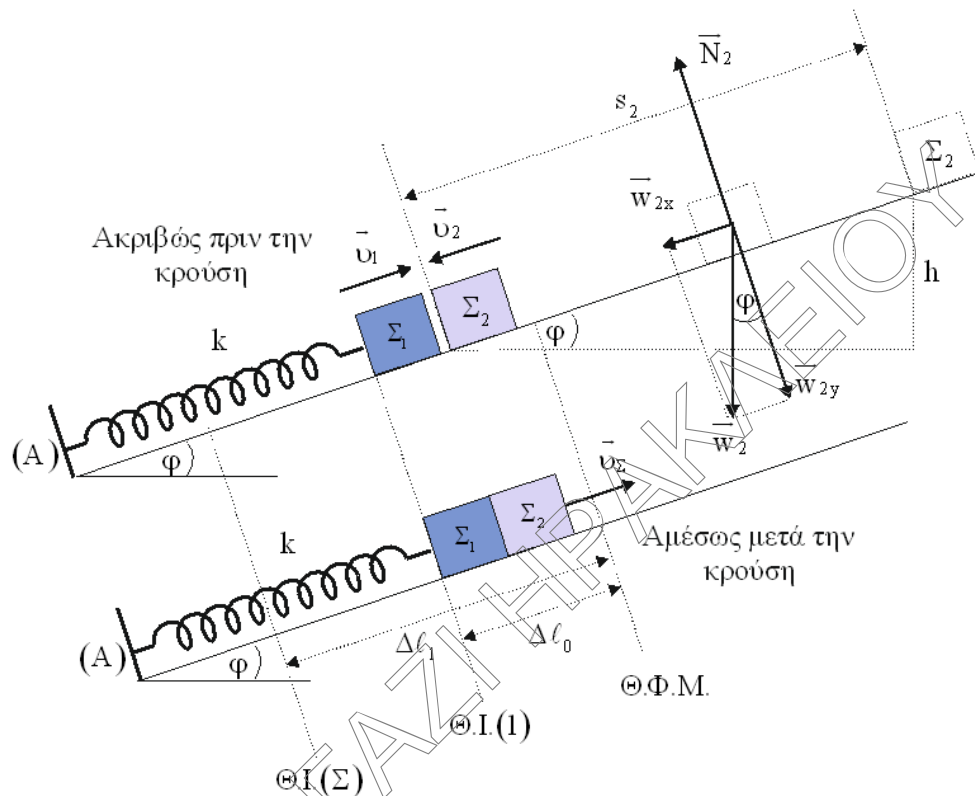 N₂
s₂
Σ₂
w₂ₓ
Ακριβώς πριν την
κρούση
υ₁
υ₂
Σ₁
Σ₂
φ
φ
h
k
w₂y
w₂
(Α)
φ
υΣ
Σ₁
Σ₂
Αμέσως μετά την
κρούση
k
Δℓ₁
Δℓ₀
(Α)
φ
Θ.Φ.Μ.
Θ.Ι.(1)
Θ.Ι.(Σ)